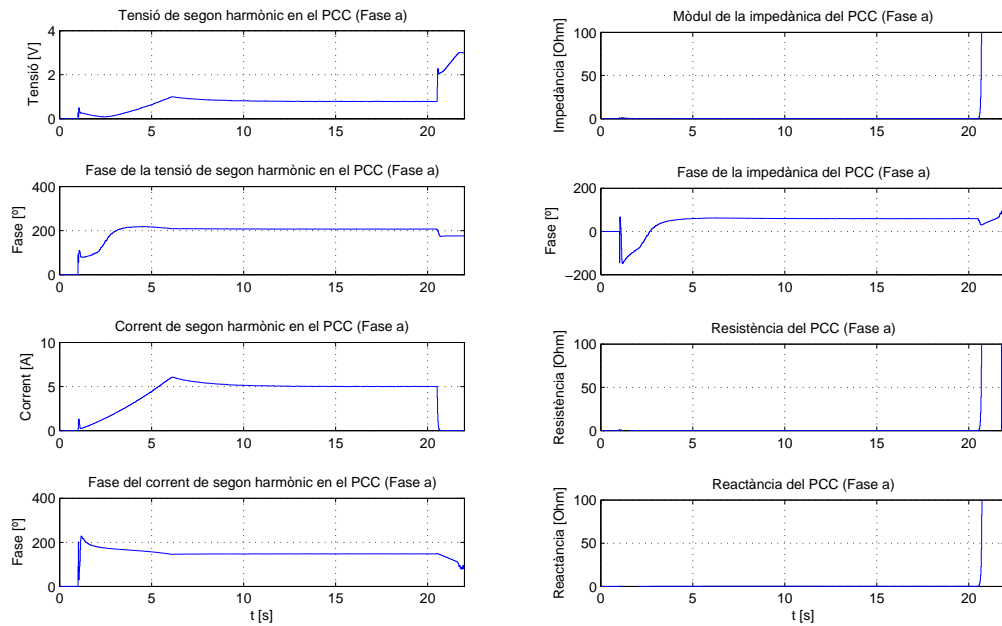 Tensió de segon harmònic en el PCC (Fase a)
Tensió [V]
4
2
0
0 5 10 15 20
Fase de la tensió de segon harmònic en el PCC (Fase a)
Fase [º]
400
200
0
0 5 10 15 20
Corrent de segon harmònic en el PCC (Fase a)
Corrent [A]
10
5
0
0 5 10 15 20
Fase del corrent de segon harmònic en el PCC (Fase a)
Fase [º]
400
200
0
0 5 10 15 20
t [s]
Mòdul de la impedànica del PCC (Fase a)
Impedància [Ohm]
100
50
0
0 5 10 15 20
Fase de la impedànica del PCC (Fase a)
Fase [º]
200
0
−200
0 5 10 15 20
Resistència del PCC (Fase a)
Resistència [Ohm]
100
50
0
0 5 10 15 20
Reactància del PCC (Fase a)
Reactància [Ohm]
100
50
0
0 5 10 15 20
t [s]